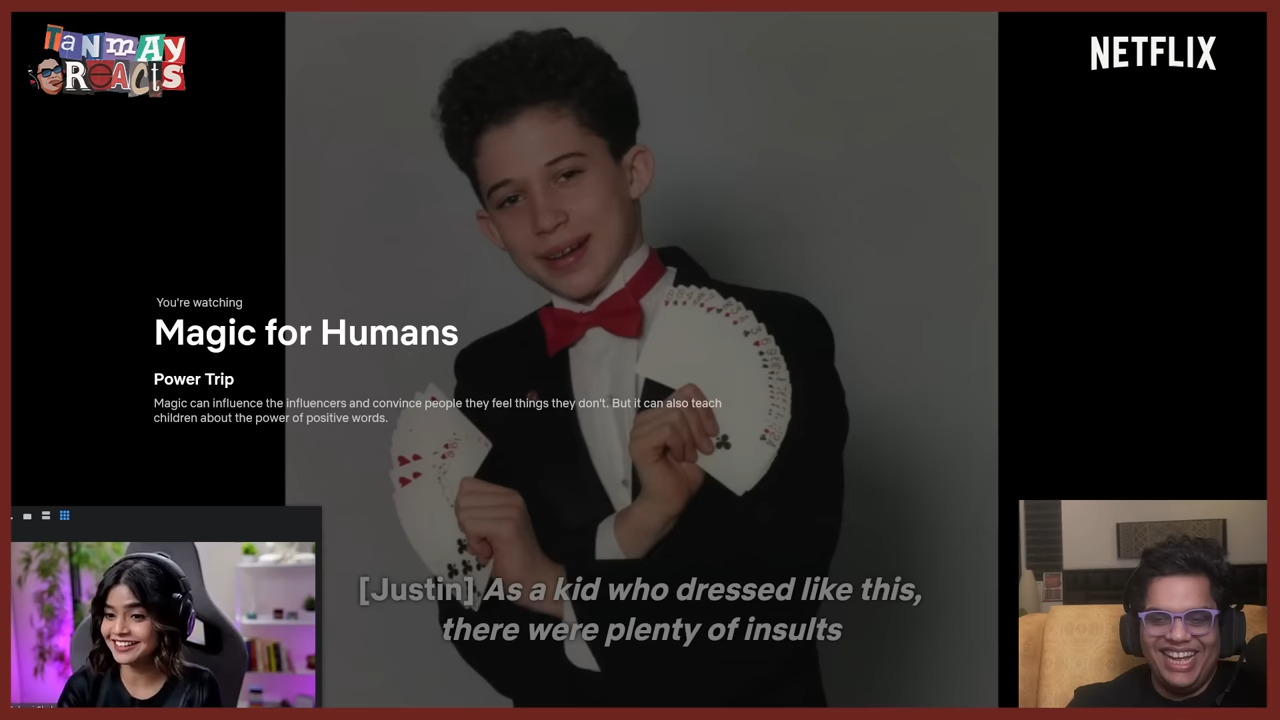 TANMAY
REACTS
NETFLIX
You're watching
Magic for Humans
Power Trip
Magic can influence the influencers and convince people they feel things they don't. But it can also teach
children about the power of positive words.
[Justin] As a kid who dressed like this,
there were plenty of insults